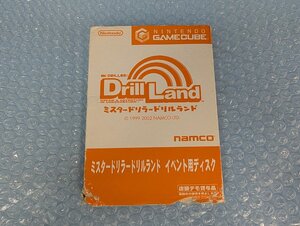 Nintendo
NINTENDO
GAMECUBE
MR. DRILLER
Drill Land
ミスタードリラードリルランド
© 1999 2002 NAMCO LTD.
namco
ミスタードリラードリルランド イベント用ディスク
店頭デモ専用品